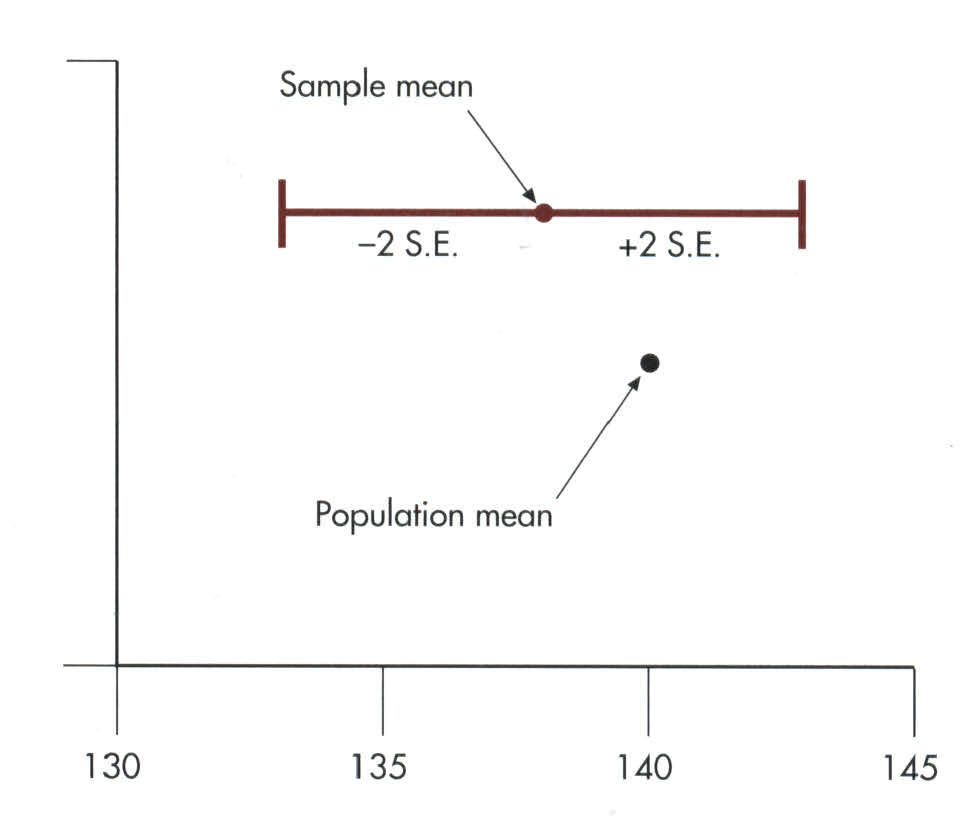 Sample mean
–2 S.E.
+2 S.E.
Population mean
130
135
140
145